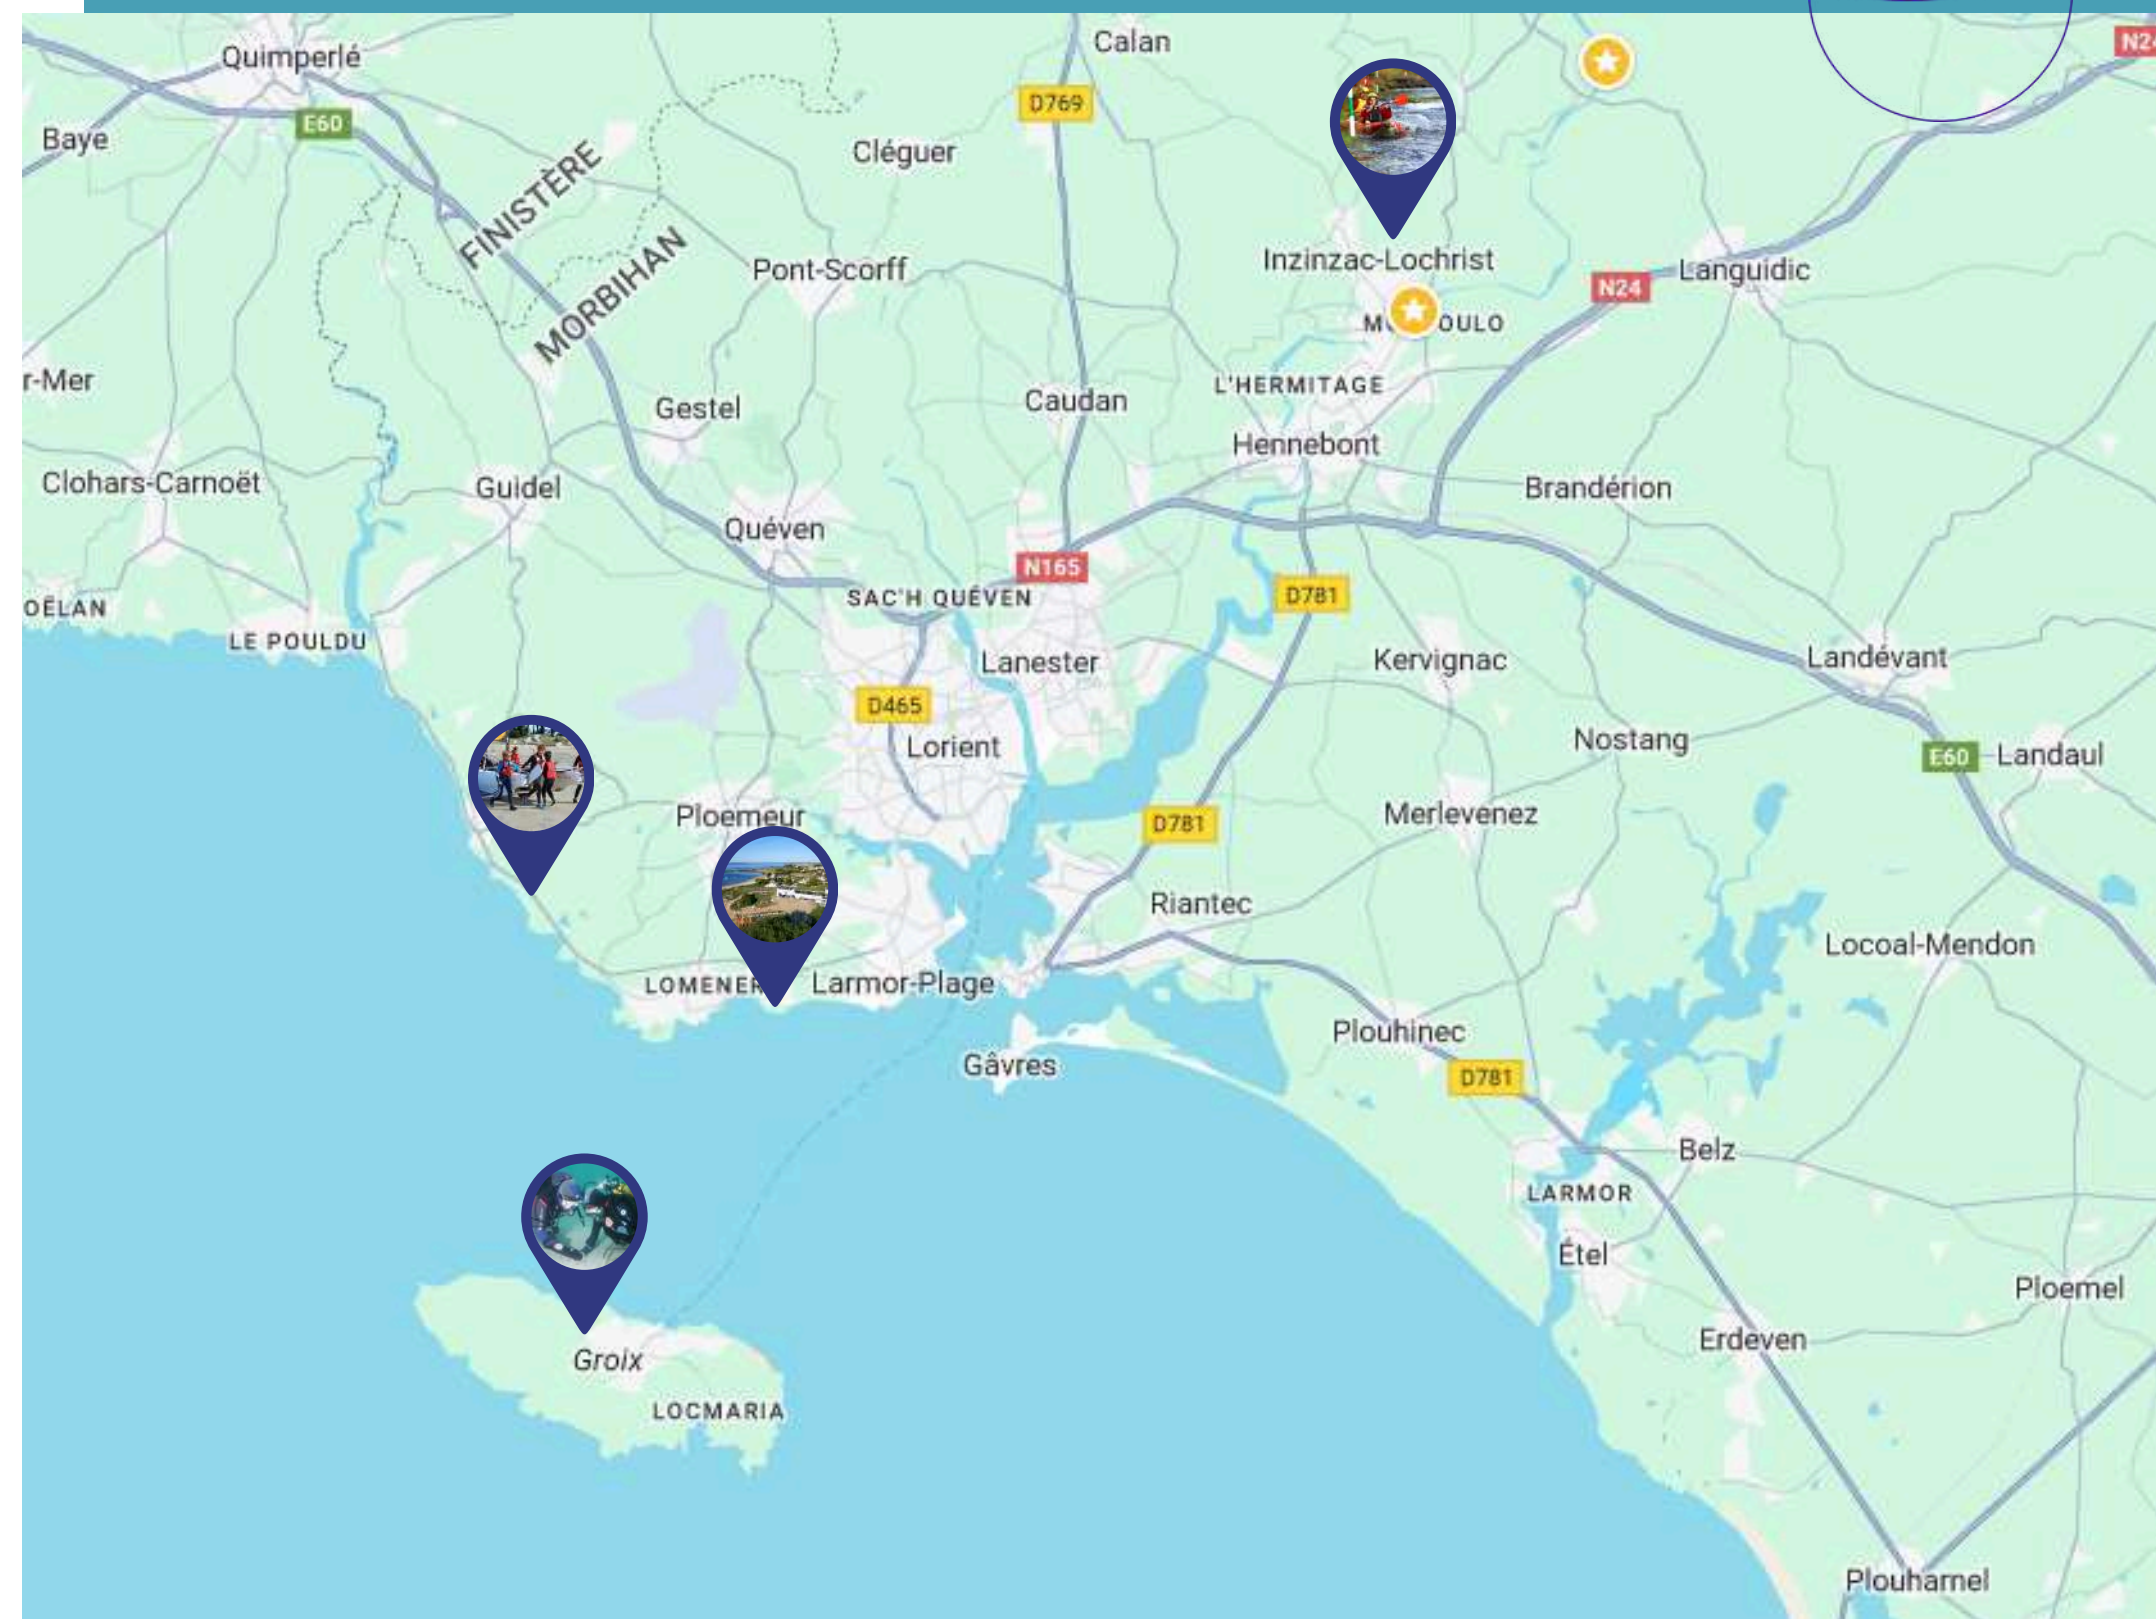 Calan
N24
Quimperlé
D769
E60
Baye
Cléguer
FINISTÈRE
MORBIHAN
Inzinzac-Lochrist
Pont-Scorff
Languidic
N24
OULO
r-Mer
L'HERMITAGE
Caudan
Gestel
Hennebont
Clohars-Carnoët
Guidel
Brandérion
Quéven
N165
D781
SAC'H QUÉVEN
OËLAN
LE POULDU
Lanester
Kervignac
Landévant
D465
Lorient
Nostang
E60
Landaul
Ploemeur
D781
Merlevenez
Riantec
Locoal-Mendon
LOMENER
Larmor-Plage
Plouhinec
Gâvres
D781
Belz
LARMOR
Étel
Ploemel
Erdeven
Groix
LOCMARIA
Plouharnel